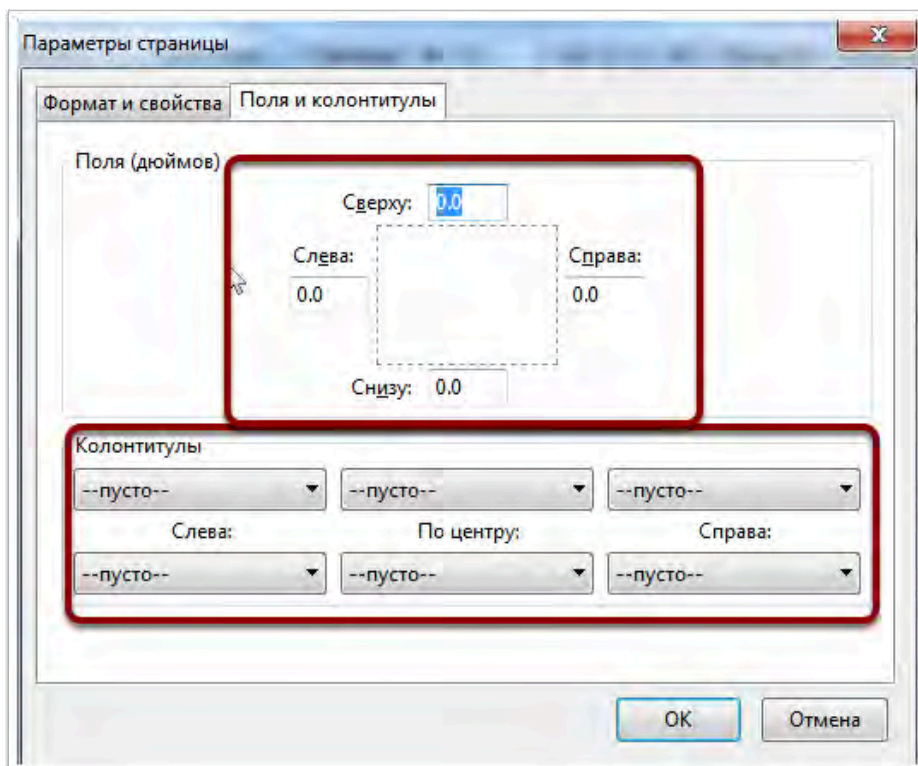 Параметры страницы
Формат и свойства Поля и колонтитулы
Поля (дюймов)
Сверху: 0.0
Слева: Справа:
0.0 0.0
Снизу: 0.0
Колонтитулы
--пусто-- --пусто-- --пусто--
Слева: По центру: Справа:
--пусто-- --пусто-- --пусто--
ОК Отмена